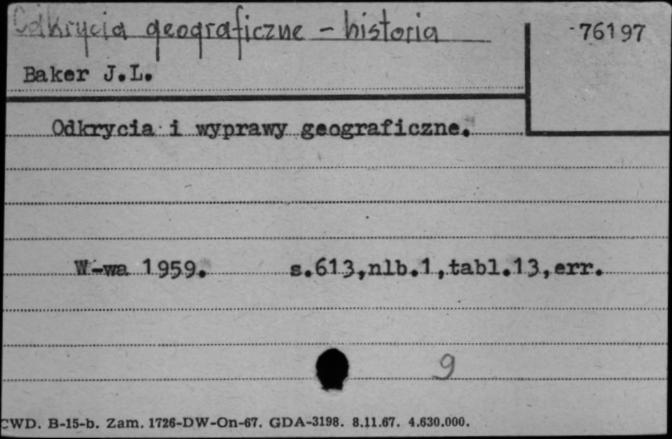 Odkrycia geograficzne - historia
76197
Baker J.L.
Odkrycia i wyprawy geograficzne.
W-wa 1959. s.613,nlb.1,tabl.13,err.
9
CWD. B-15-b. Zam. 1726-DW-On-67. GDA-3198. 8.11.67. 4.630.000.